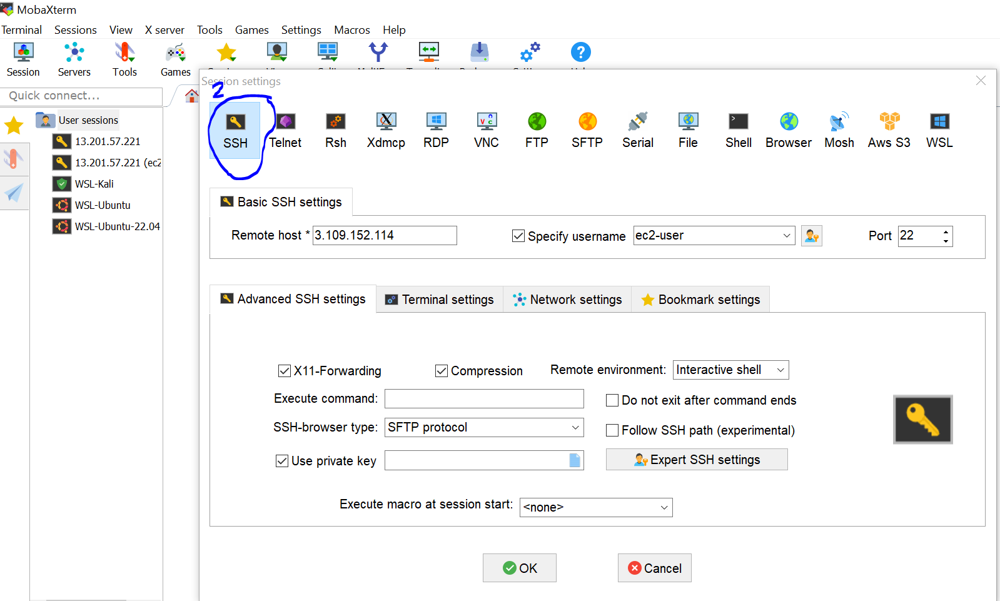 MobaXterm
Terminal Sessions View X server Tools Games Settings Macros Help
Session Servers Tools Games
Session settings
2
Quick connect...
User sessions
13.201.57.221
13.201.57.221 (ec2
WSL-Kali
WSL-Ubuntu
WSL-Ubuntu-22.04
SSH Telnet Rsh Xdmcp RDP VNC FTP SFTP Serial File Shell Browser Mosh Aws S3 WSL
Basic SSH settings
Remote host * 3.109.152.114 Specify username ec2-user Port 22
Advanced SSH settings Terminal settings Network settings Bookmark settings
X11-Forwarding Compression Remote environment: Interactive shell
Execute command: Do not exit after command ends
SSH-browser type: SFTP protocol Follow SSH path (experimental)
Use private key Expert SSH settings
Execute macro at session start: <none>
OK Cancel